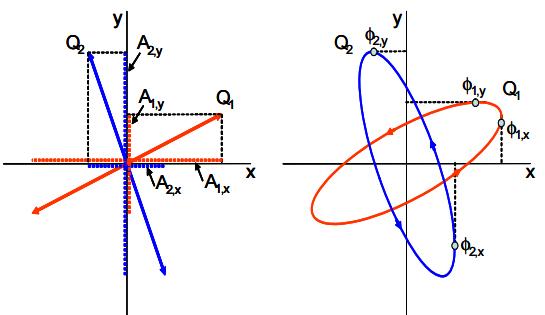 y
Q2
A2,y
A1,y
Q1
x
A2,x
A1,x
y
Q2
ϕ2,y
ϕ1,y
Q1
ϕ1,x
x
ϕ2,x